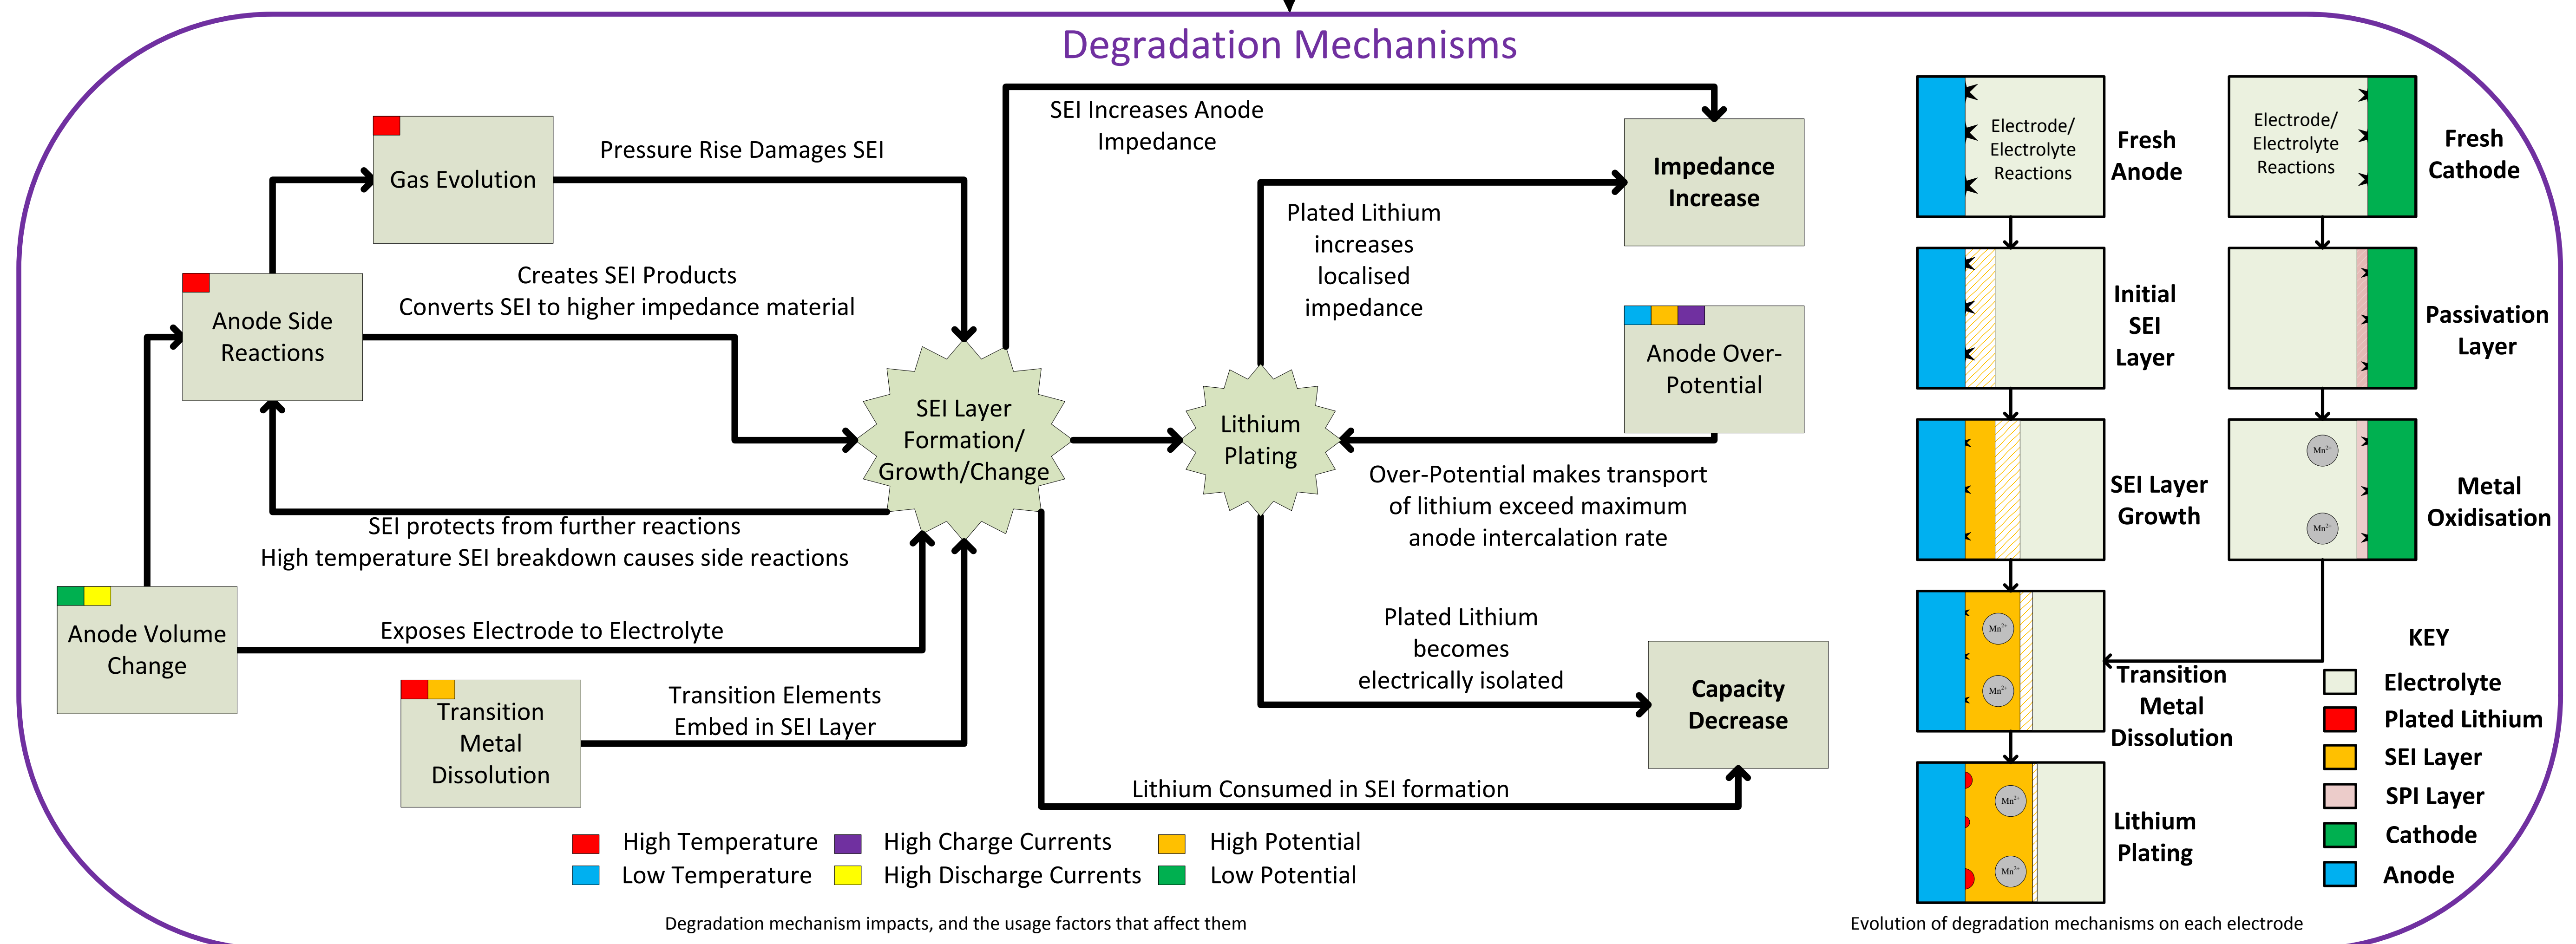 Degradation Mechanisms
Gas Evolution
Pressure Rise Damages SEI
SEI Increases Anode
Impedance
Impedance
Increase
Anode Side
Reactions
Creates SEI Products
Converts SEI to higher impedance material
Plated Lithium
increases
localised
impedance
Anode Over-
Potential
SEI Layer
Formation/
Growth/Change
Lithium
Plating
Over-Potential makes transport
of lithium exceed maximum
anode intercalation rate
SEI protects from further reactions
High temperature SEI breakdown causes side reactions
Anode Volume
Change
Exposes Electrode to Electrolyte
Transition
Metal
Dissolution
Transition Elements
Embed in SEI Layer
Plated Lithium
becomes
electrically isolated
Capacity
Decrease
Lithium Consumed in SEI formation
High Temperature
High Charge Currents
High Potential
Low Temperature
High Discharge Currents
Low Potential
Degradation mechanism impacts, and the usage factors that affect them
Electrode/
Electrolyte
Reactions
Fresh
Anode
Electrode/
Electrolyte
Reactions
Fresh
Cathode
Initial
SEI
Layer
Passivation
Layer
SEI Layer
Growth
Mn²⁺
Mn²⁺
Metal
Oxidisation
Mn²⁺
Mn²⁺
Transition
Metal
Dissolution
Mn²⁺
Mn²⁺
Lithium
Plating
KEY
Electrolyte
Plated Lithium
SEI Layer
SPI Layer
Cathode
Anode
Evolution of degradation mechanisms on each electrode